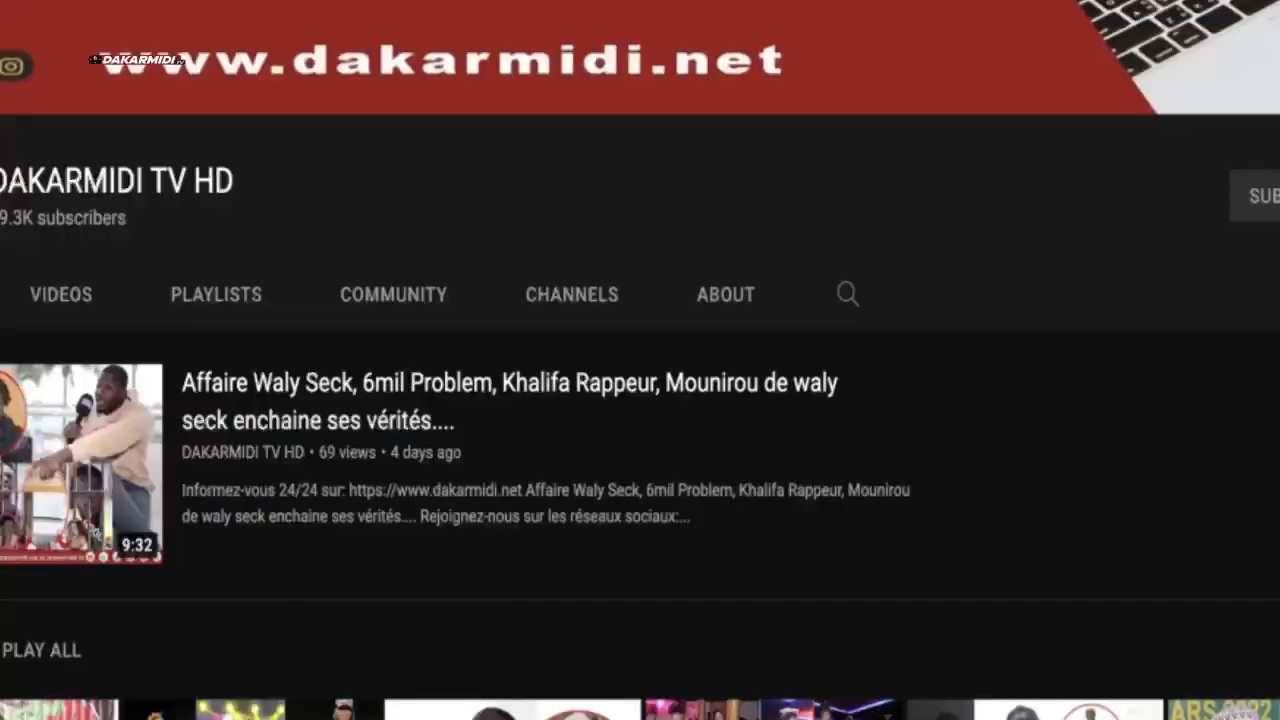 www.dakarmidi.net
DAKARMIDI
DAKARMIDI TV HD
9.3K subscribers
SUB
VIDEOS PLAYLISTS COMMUNITY CHANNELS ABOUT
Affaire Waly Seck, 6mil Problem, Khalifa Rappeur, Mounirou de waly
seck enchaine ses vérités....
DAKARMIDI TV HD • 69 views • 4 days ago
Informez-vous 24/24 sur: https://www.dakarmidi.net Affaire Waly Seck, 6mil Problem, Khalifa Rappeur, Mounirou
de waly seck enchaine ses vérités.... Rejoignez-nous sur les réseaux sociaux:...
9:32
PLAY ALL